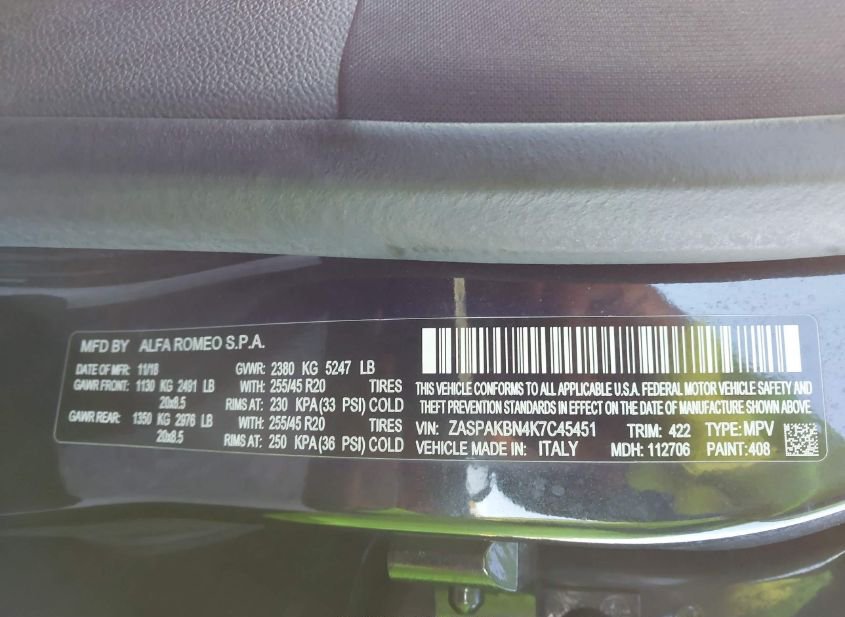 MFD BY ALFA ROMEO S.P.A.
DATE OF MFR: 11/18 GVWR: 2380 KG 5247 LB
GAWR FRONT: 1130 KG 2491 LB WITH: 255/45 R20 TIRES
20x8.5 RIMS AT: 230 KPA(33 PSI) COLD
GAWR REAR: 1350 KG 2976 LB WITH: 255/45 R20 TIRES
20x8.5 RIMS AT: 250 KPA(36 PSI) COLD
THIS VEHICLE CONFORMS TO ALL APPLICABLE U.S.A. FEDERAL MOTOR VEHICLE SAFETY AND
THEFT PREVENTION STANDARDS IN EFFECT ON THE DATE OF MANUFACTURE SHOWN ABOVE.
VIN: ZASPAKBN4K7C45451 TRIM: 422 TYPE: MPV
VEHICLE MADE IN: ITALY MDH: 112706 PAINT: 408